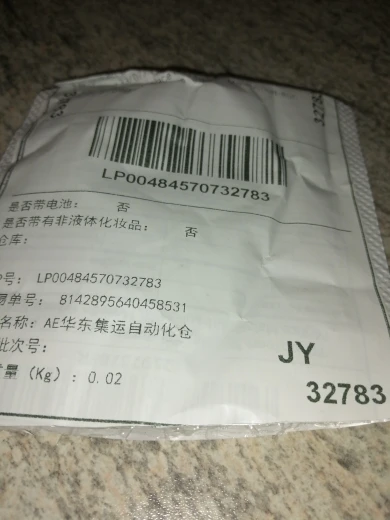 LP00484570732783
是否带电池： 否
是否带有非液体化妆品： 否
仓库：
号： LP00484570732783
单号： 8142895640458531
名称： AE华东集运自动化仓
批次号：
量（Kg）：0.02
JY
32783